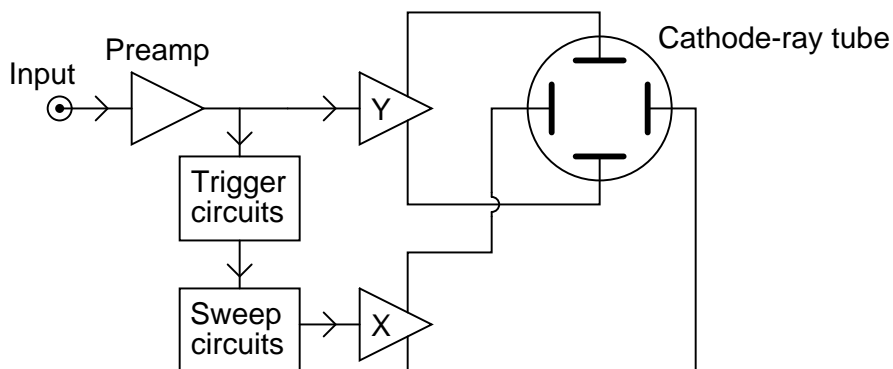 Cathode-ray tube
Preamp
Input
Y
Trigger
circuits
Sweep
circuits
X